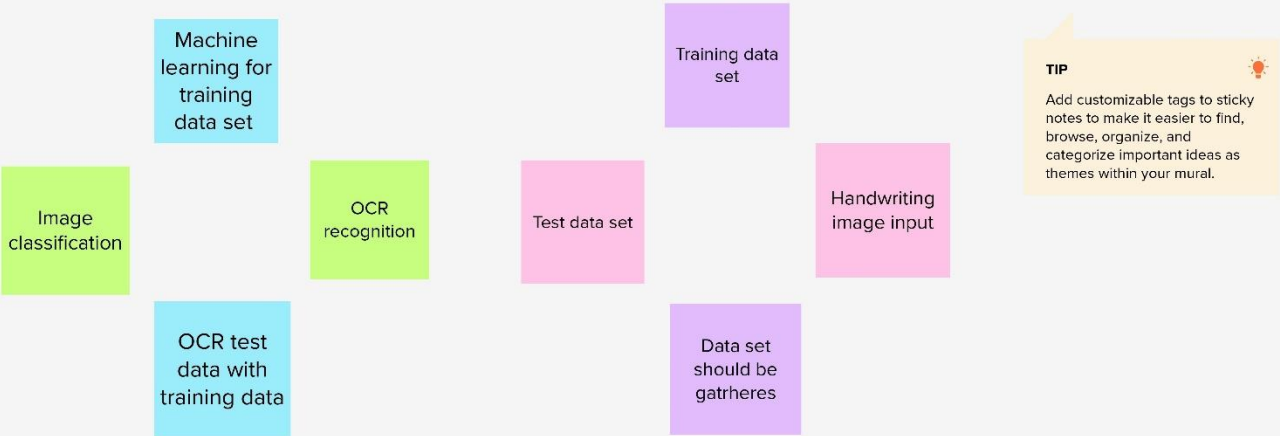 Machine
learning for
training
data set
Image
classification
OCR
recognition
OCR test
data with
training data
Training data
set
Test data set
Handwriting
image input
Data set
should be
gatrheres
TIP
Add customizable tags to sticky
notes to make it easier to find,
browse, organize, and
categorize important ideas as
themes within your mural.